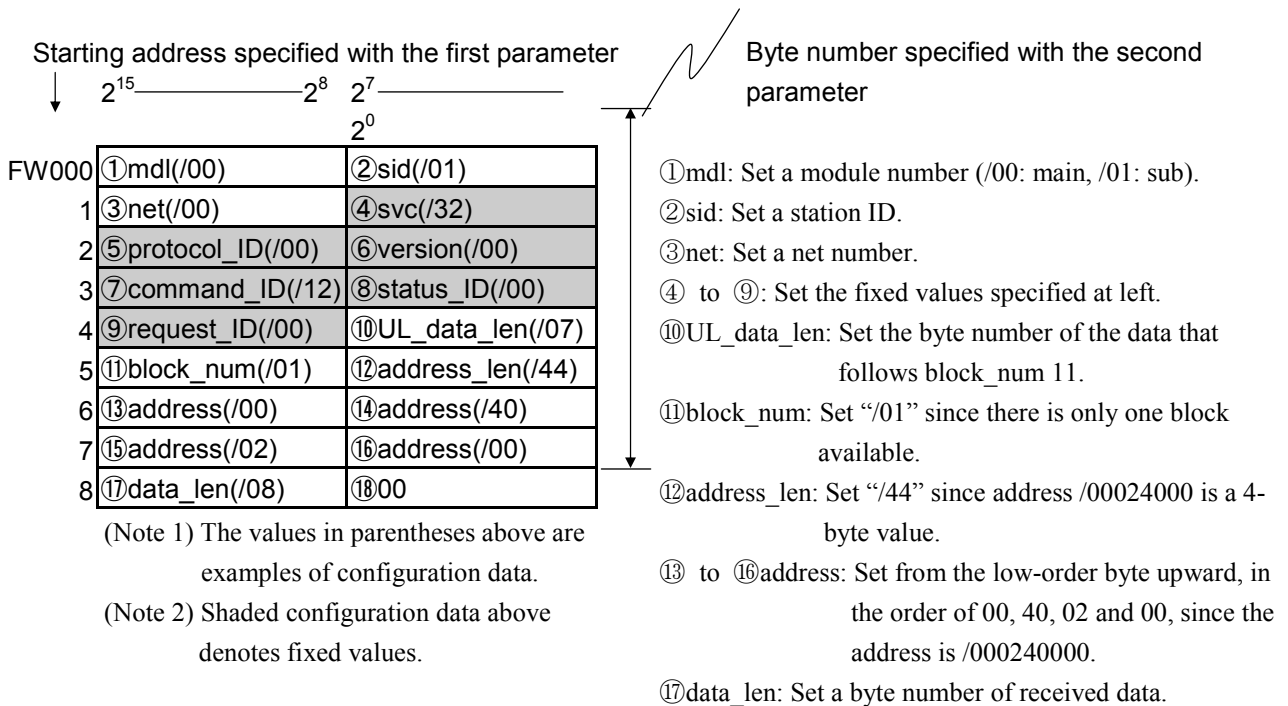 Starting address specified with the first parameter
2¹⁵ 2⁸ 2⁷
2⁰
Byte number specified with the second
parameter
FW000 ①mdl(/00) ②sid(/01)
1 ③net(/00) ④svc(/32)
2 ⑤protocol_ID(/00) ⑥version(/00)
3 ⑦command_ID(/12) ⑧status_ID(/00)
4 ⑨request_ID(/00) ⑩UL_data_len(/07)
5 ⑪block_num(/01) ⑫address_len(/44)
6 ⑬address(/00) ⑭address(/40)
7 ⑮address(/02) ⑯address(/00)
8 ⑰data_len(/08) ⑱00
(Note 1) The values in parentheses above are
examples of configuration data.
(Note 2) Shaded configuration data above
denotes fixed values.
①mdl: Set a module number (/00: main, /01: sub).
②sid: Set a station ID.
③net: Set a net number.
④ to ⑨: Set the fixed values specified at left.
⑩UL_data_len: Set the byte number of the data that
follows block_num 11.
⑪block_num: Set “/01” since there is only one block
available.
⑫address_len: Set “/44” since address /00024000 is a 4-
byte value.
⑬ to ⑯address: Set from the low-order byte upward, in
the order of 00, 40, 02 and 00, since the
address is /000240000.
⑰data_len: Set a byte number of received data.